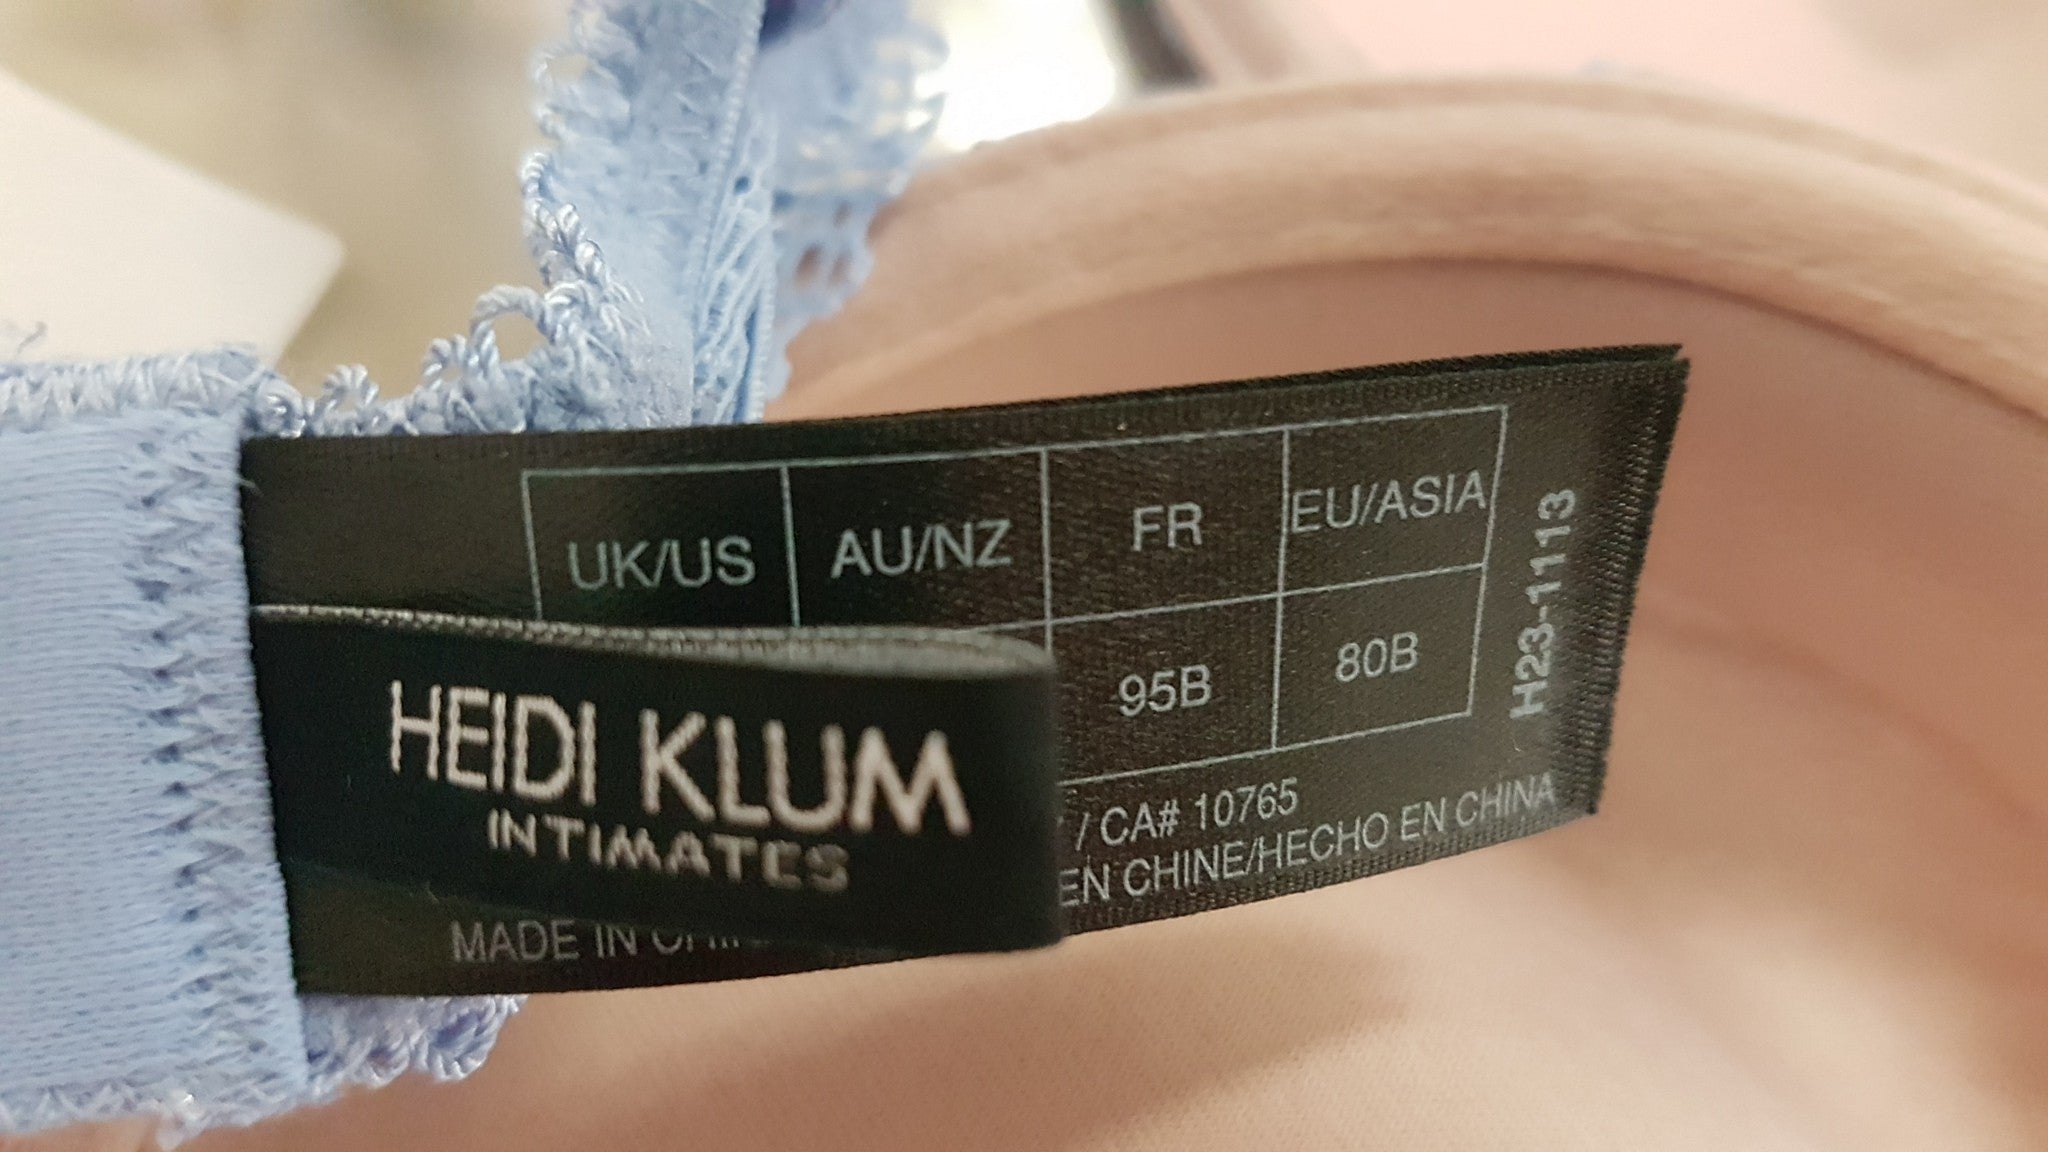 UK/US AU/NZ FR EU/ASIA
95B 80B
H23-1113
HEIDI KLUM
INTIMATES
/ CA# 10765
MADE IN EN CHINE/HECHO EN CHINA